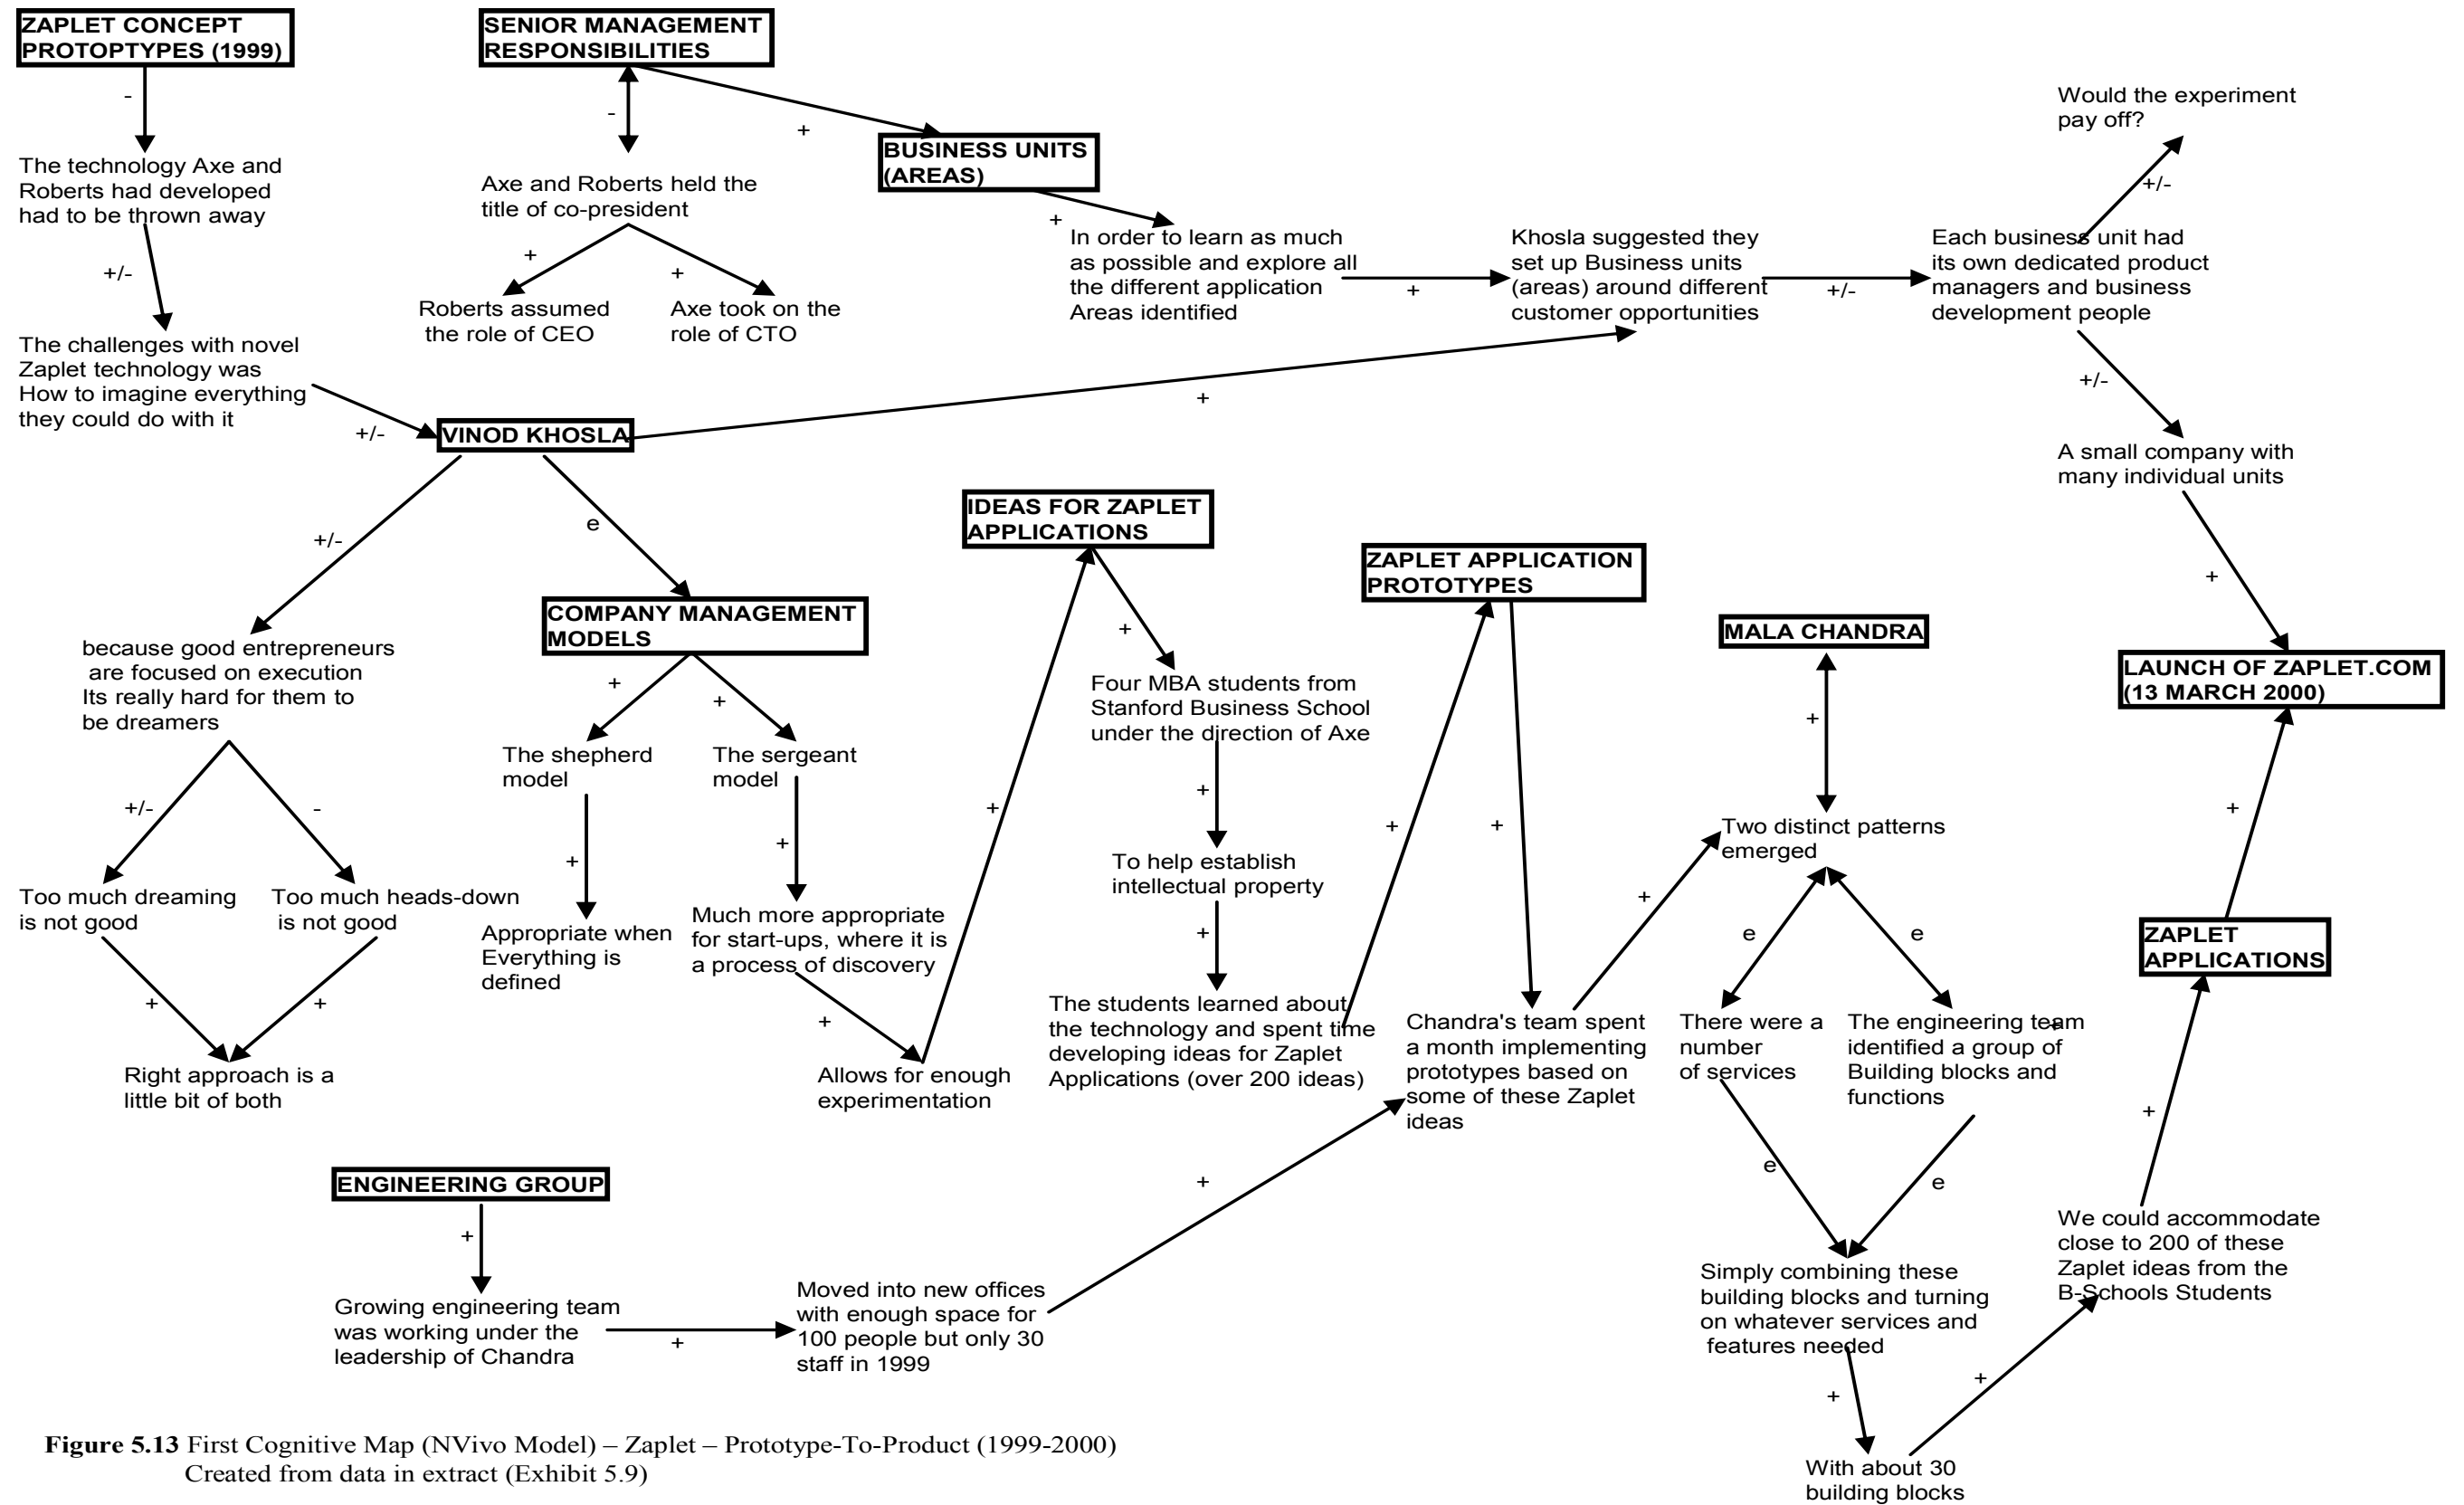 ZAPLET CONCEPT
PROTOPTYPES (1999)
-
The technology Axe and
Roberts had developed
had to be thrown away
+/-
The challenges with novel
Zaplet technology was
How to imagine everything
they could do with it
+/-
SENIOR MANAGEMENT
RESPONSIBILITIES
-
+
Axe and Roberts held the
title of co-president
+
+
Roberts assumed
the role of CEO
Axe took on the
role of CTO
BUSINESS UNITS
(AREAS)
+
In order to learn as much
as possible and explore all
the different application
Areas identified
+
Khosla suggested they
set up Business units
(areas) around different
customer opportunities
+/-
Each business unit had
its own dedicated product
managers and business
development people
+/-
Would the experiment
pay off?
+/-
A small company with
many individual units
+
LAUNCH OF ZAPLET.COM
(13 MARCH 2000)
VINOD KHOSLA
+
+/-
e
because good entrepreneurs
are focused on execution
Its really hard for them to
be dreamers
+/-
-
Too much dreaming
is not good
Too much heads-down
is not good
+
+
Right approach is a
little bit of both
COMPANY MANAGEMENT
MODELS
+
+
The shepherd
model
The sergeant
model
+
+
Appropriate when
Everything is
defined
Much more appropriate
for start-ups, where it is
a process of discovery
+
Allows for enough
experimentation
+
IDEAS FOR ZAPLET
APPLICATIONS
+
Four MBA students from
Stanford Business School
under the direction of Axe
+
To help establish
intellectual property
+
The students learned about
the technology and spent time
developing ideas for Zaplet
Applications (over 200 ideas)
+
ZAPLET APPLICATION
PROTOTYPES
+
Chandra's team spent
a month implementing
prototypes based on
some of these Zaplet
ideas
+
MALA CHANDRA
+
Two distinct patterns
emerged
e
e
There were a
number
of services
The engineering team
identified a group of
Building blocks and
functions
+
e
e
Simply combining these
building blocks and turning
on whatever services and
features needed
+
With about 30
building blocks
+
We could accommodate
close to 200 of these
Zaplet ideas from the
B-Schools Students
+
ZAPLET
APPLICATIONS
+
ENGINEERING GROUP
+
Growing engineering team
was working under the
leadership of Chandra
+
Moved into new offices
with enough space for
100 people but only 30
staff in 1999
+
Figure 5.13 First Cognitive Map (NVivo Model) – Zaplet – Prototype-To-Product (1999-2000)
Created from data in extract (Exhibit 5.9)